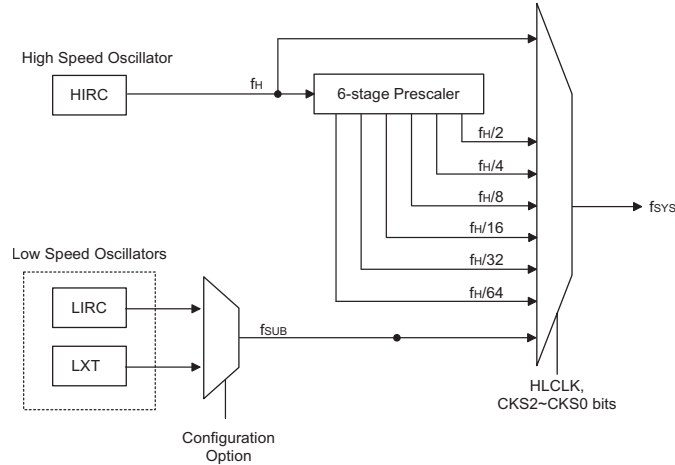 High Speed Oscillator
HIRC
fH
6-stage Prescaler
fH/2
fH/4
fH/8
fH/16
fH/32
fH/64
fSYS
Low Speed Oscillators
LIRC
LXT
fSUB
Configuration
Option
HLCLK,
CKS2~CKS0 bits